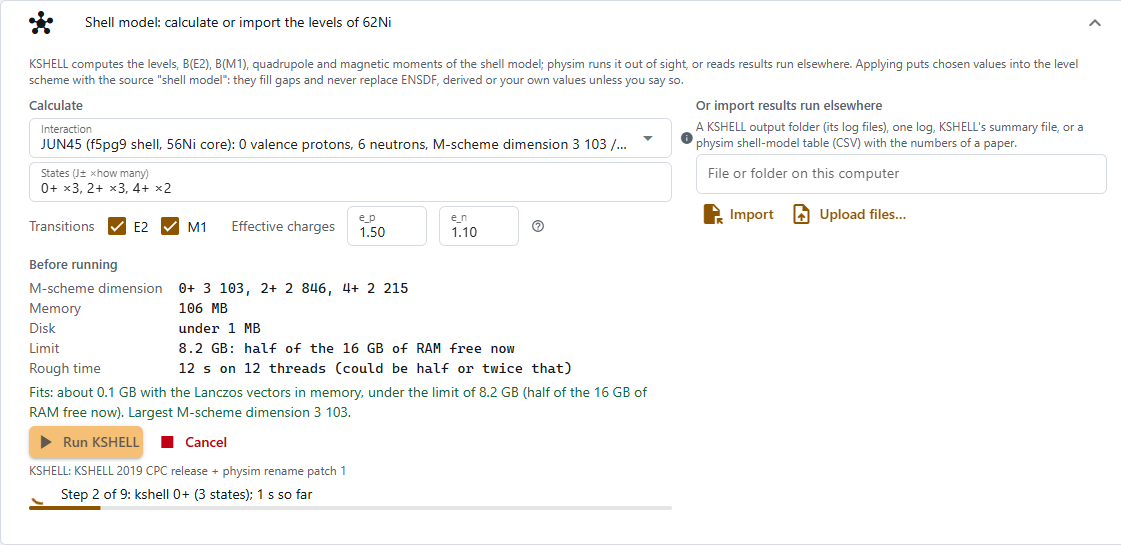 Shell model: calculate or import the levels of 62Ni
KSHELL computes the levels, B(E2), B(M1), quadrupole and magnetic moments of the shell model; physim runs it out of sight, or reads results run elsewhere. Applying puts chosen values into the level
scheme with the source "shell model": they fill gaps and never replace ENSDF, derived or your own values unless you say so.
Calculate
Interaction
JUN45 (f5pg9 shell, 56Ni core): 0 valence protons, 6 neutrons, M-scheme dimension 3 103 /...
States (J± ×how many)
0+ ×3, 2+ ×3, 4+ ×2
Transitions E2 M1 Effective charges
e_p
1.50
e_n
1.10
Before running
M-scheme dimension 0+ 3 103, 2+ 2 846, 4+ 2 215
Memory 106 MB
Disk under 1 MB
Limit 8.2 GB: half of the 16 GB of RAM free now
Rough time 12 s on 12 threads (could be half or twice that)
Fits: about 0.1 GB with the Lanczos vectors in memory, under the limit of 8.2 GB (half of the 16 GB of
RAM free now). Largest M-scheme dimension 3 103.
Run KSHELL Cancel
KSHELL: KSHELL 2019 CPC release + physim rename patch 1
Step 2 of 9: kshell 0+ (3 states); 1 s so far
Or import results run elsewhere
A KSHELL output folder (its log files), one log, KSHELL's summary file, or a
physim shell-model table (CSV) with the numbers of a paper.
File or folder on this computer
Import Upload files...